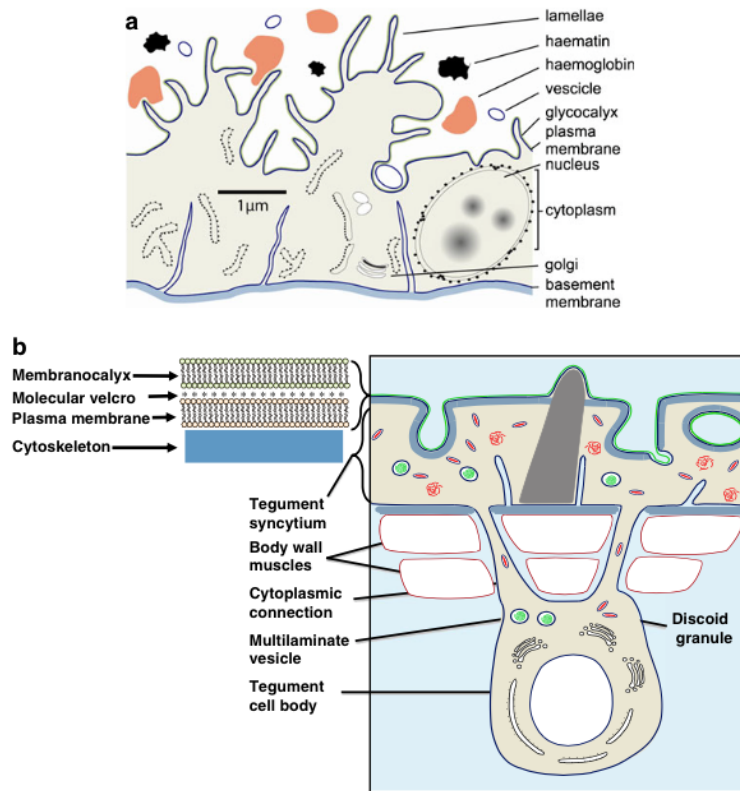 a
lamellae
haematin
haemoglobin
vescicle
glycocalyx
plasma
membrane
nucleus
1µm
cytoplasm
golgi
basement
membrane
b
Membranocalyx
Molecular velcro
Plasma membrane
Cytoskeleton
Tegument
syncytium
Body wall
muscles
Cytoplasmic
connection
Multilaminate
vesicle
Tegument
cell body
Discoid
granule